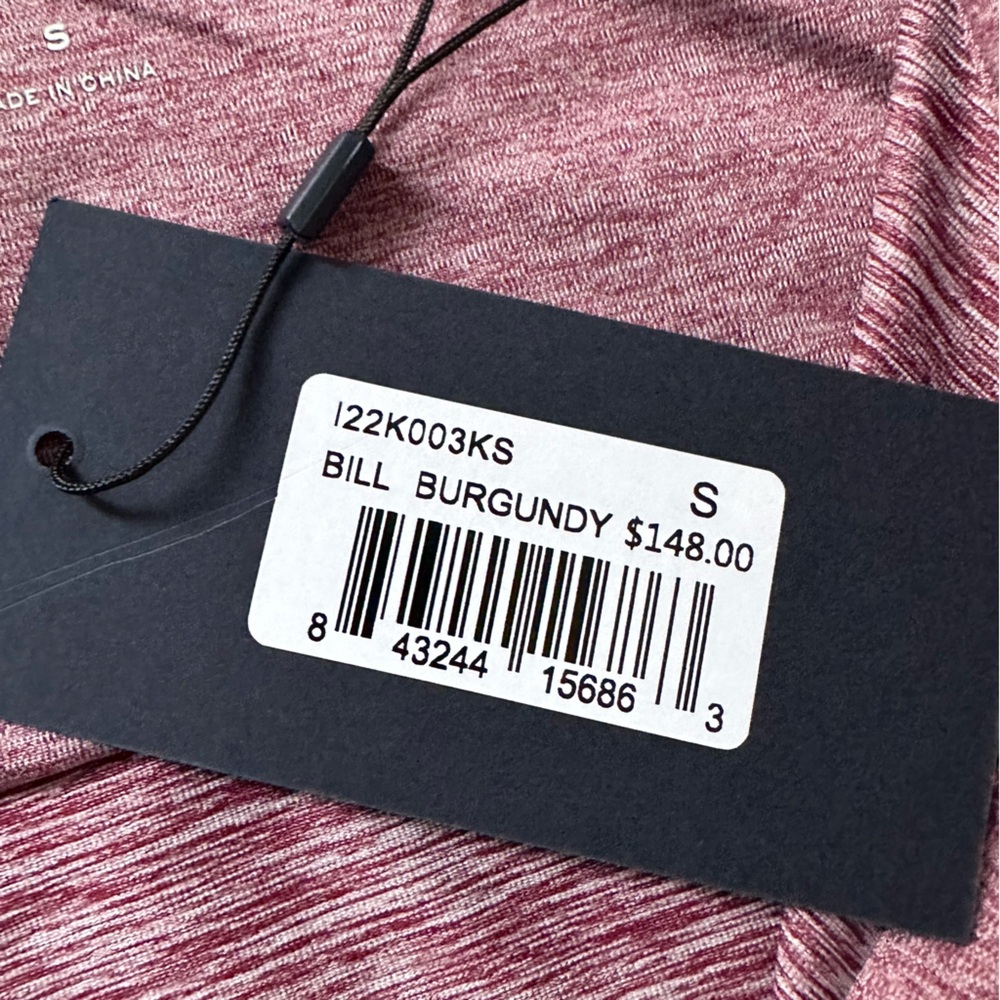 S
ADE IN CHINA
I22K003KS
BILL BURGUNDY S
$148.00
8 43244 15686 3